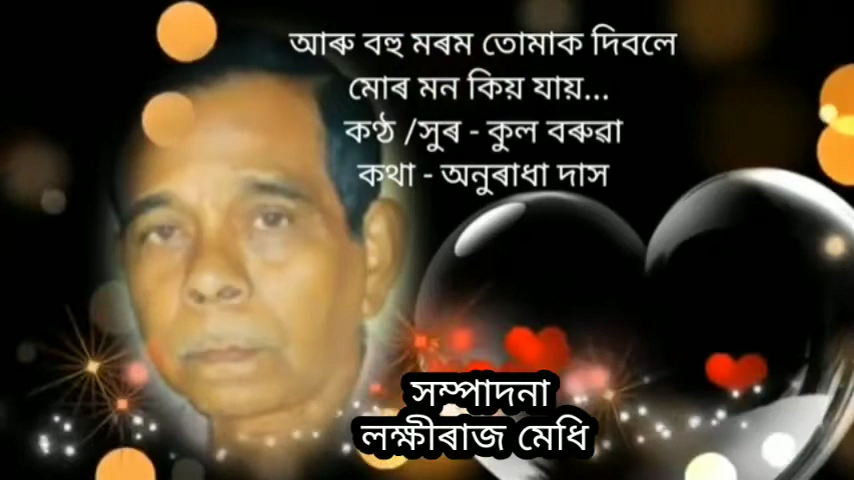 আৰু বহু মৰম তোমাক দিবলে
মোৰ মন কিয় যায়...
কণ্ঠ /সুৰ - কুল বৰুৱা
কথা - অনুৰাধা দাস
সম্পাদনা
লক্ষীৰাজ মেধি